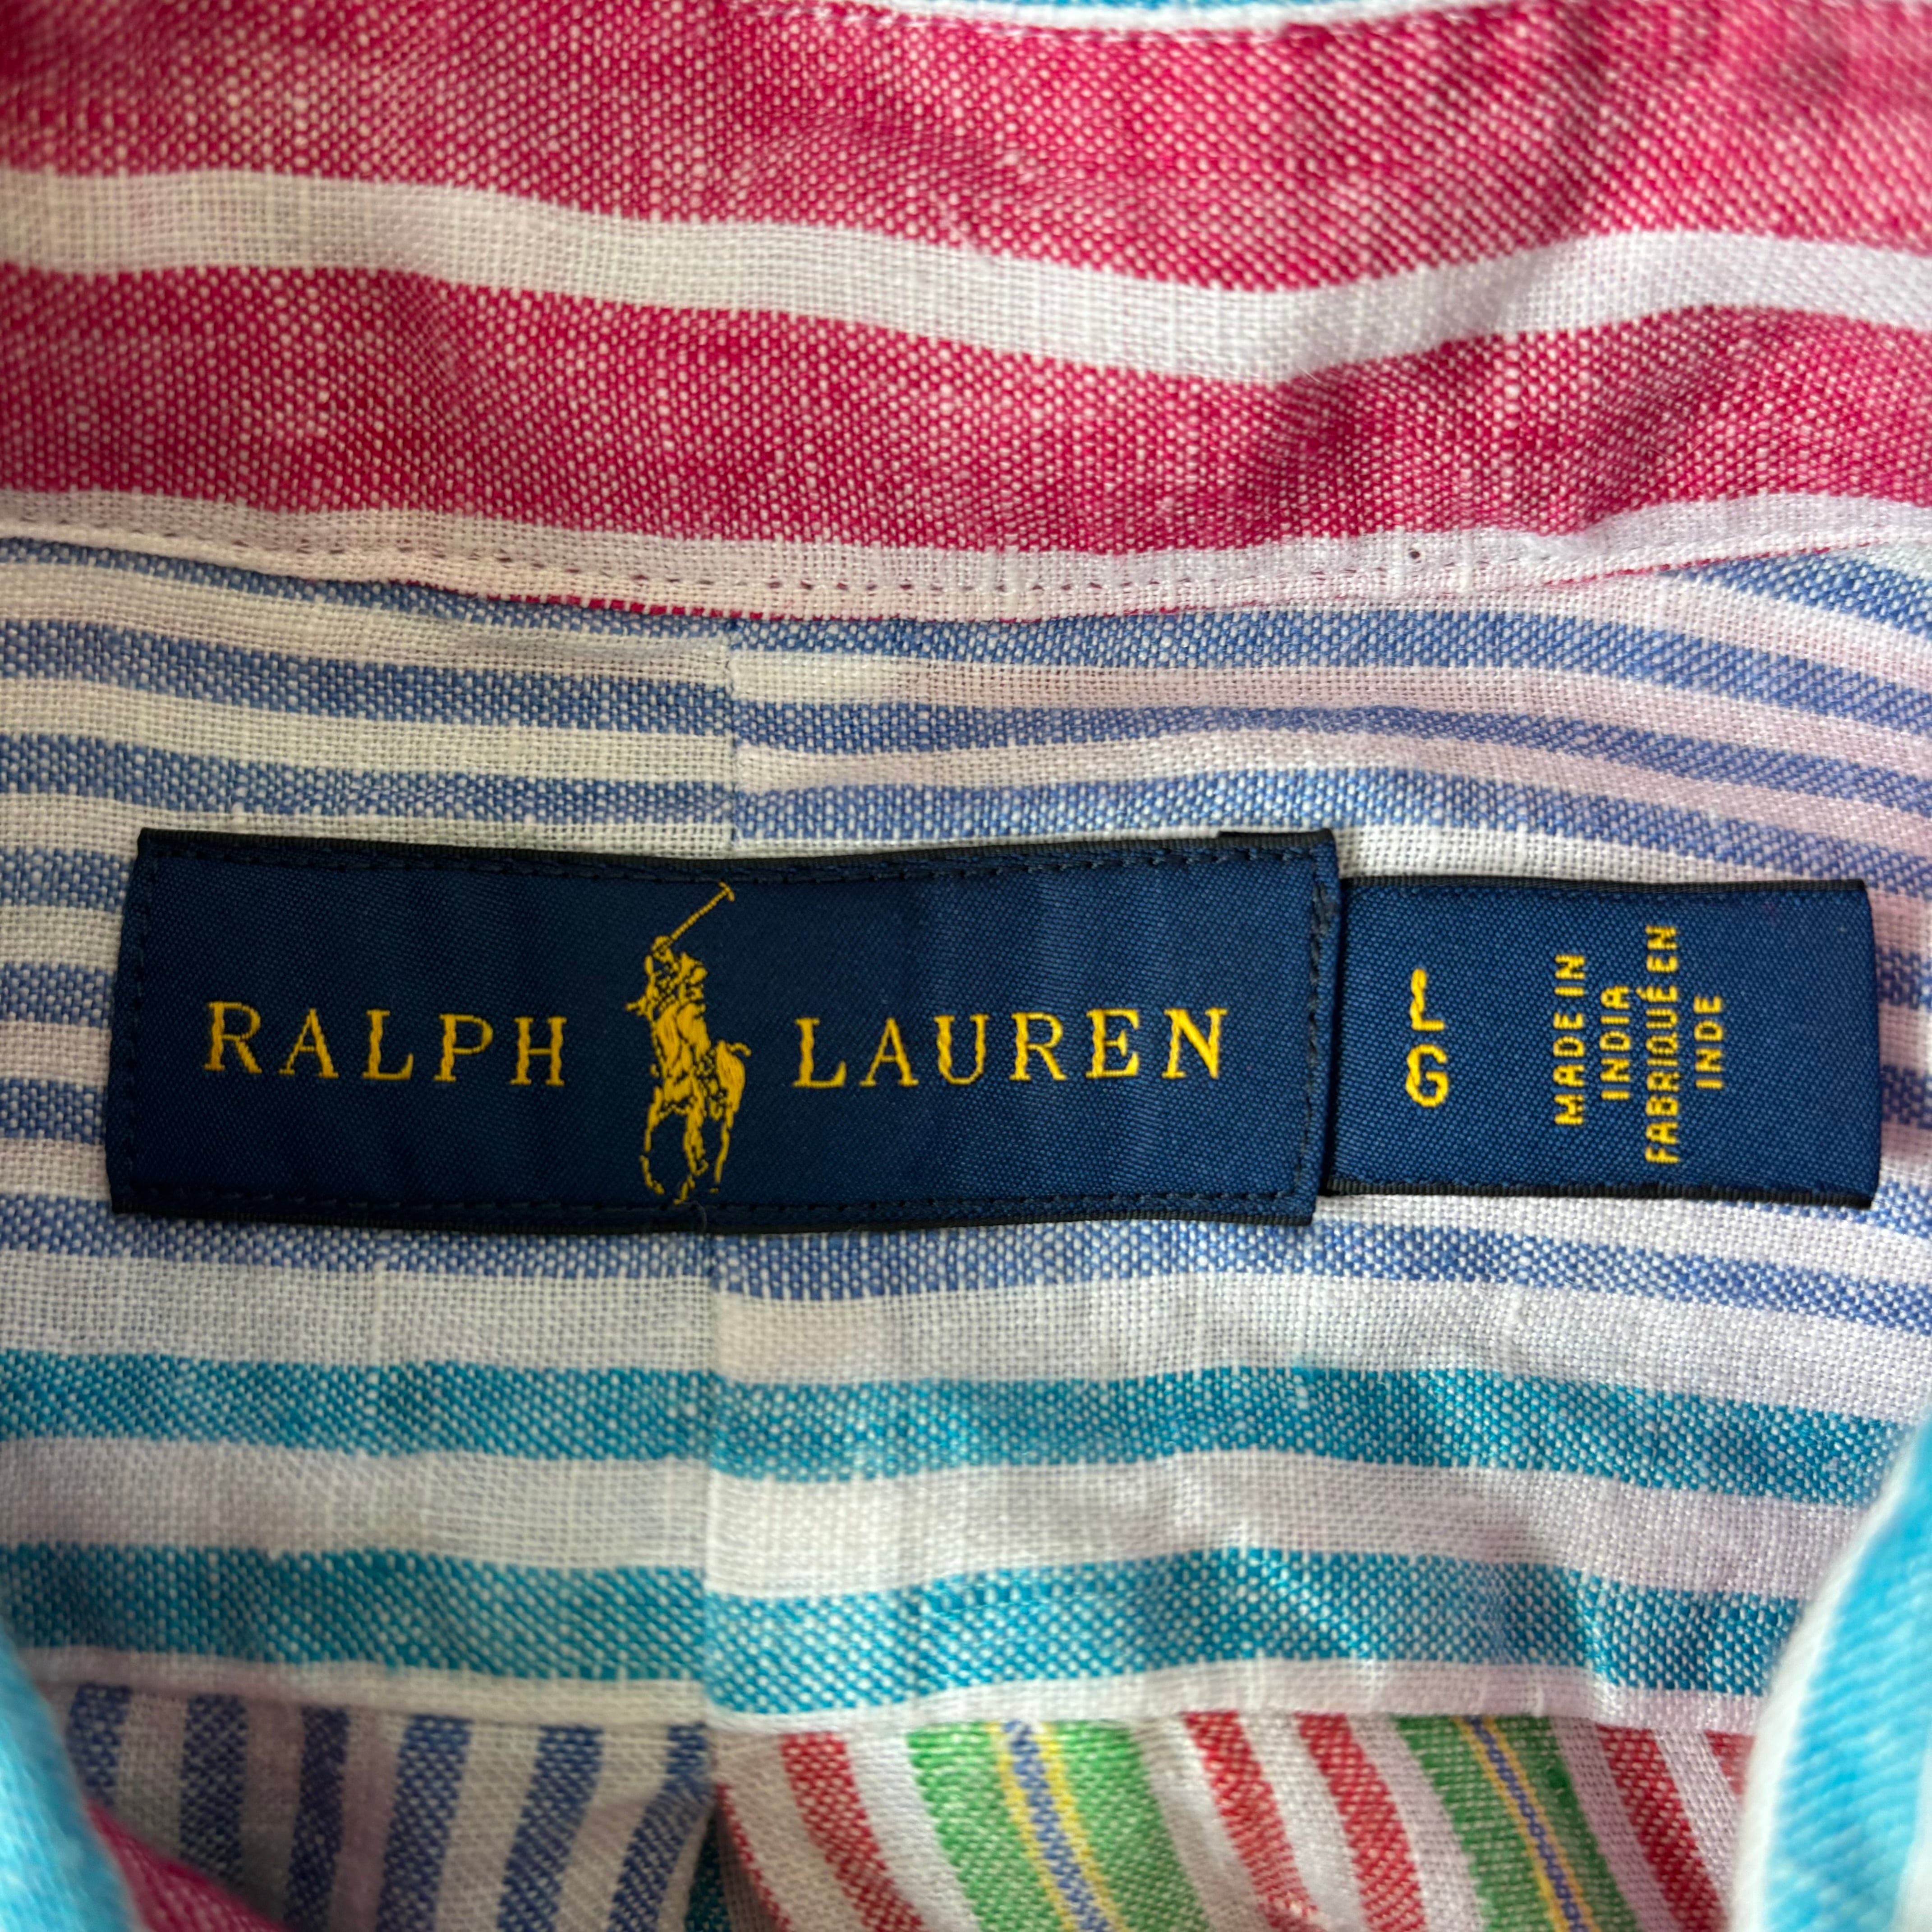 RALPH LAUREN
L
G
MADE IN
INDIA
FABRIQUÉ EN
INDE